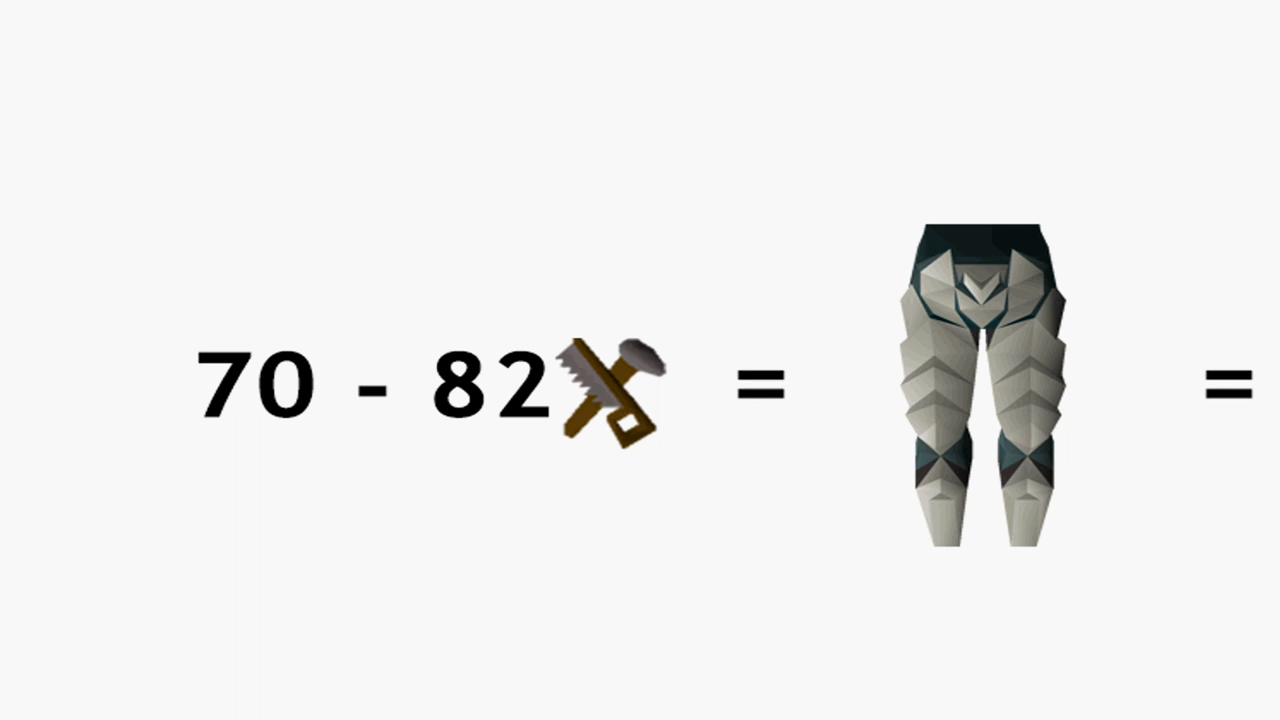 70 - 82 = =